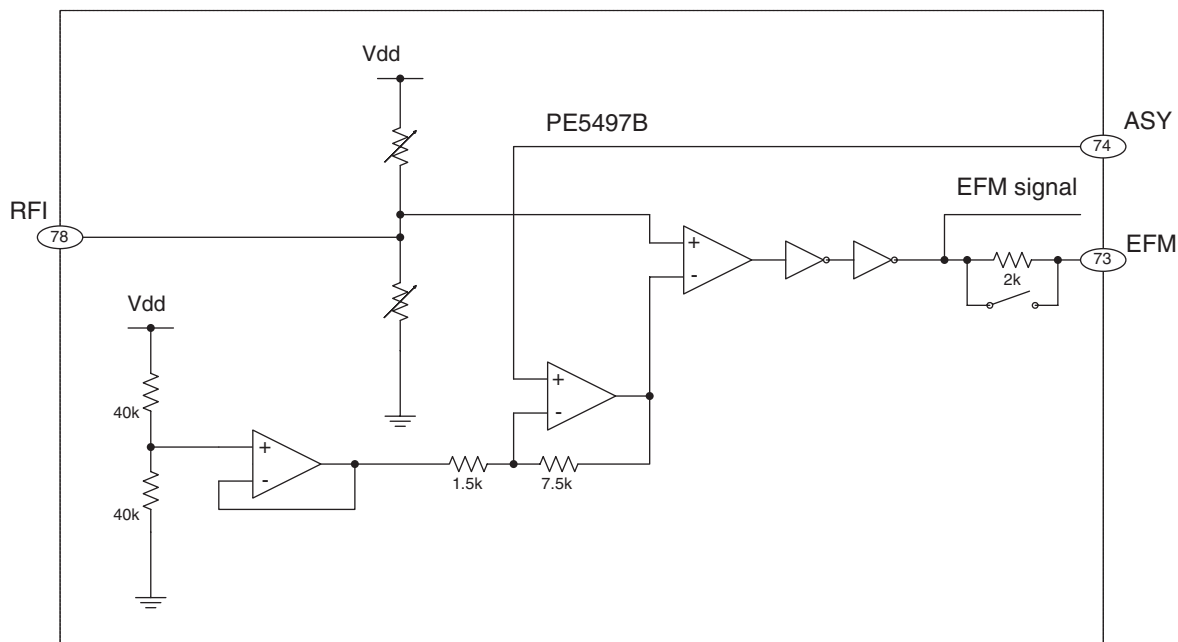 Vdd
PE5497B
ASY
74
EFM signal
RFI
78
+
-
EFM
73
2k
Vdd
+
-
40k
+
-
1.5k
7.5k
40k